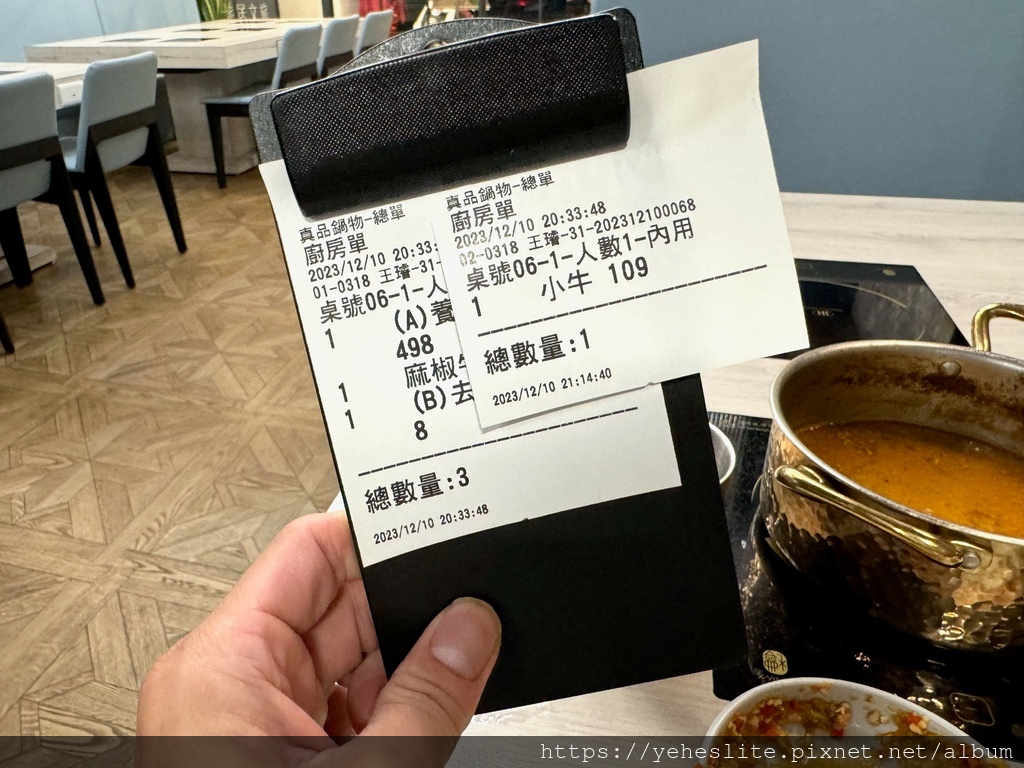 真品鍋物-總單
廚房單
2023/12/10 20:33:
01-0318 王璿-31-
桌號06-1-人
1 (A)養
498
1 麻椒
1 (B)去
8
總數量:3
2023/12/10 20:33:48
真品鍋物-總單
廚房單
2023/12/10 20:33:48
02-0318 王璿-31-202312100068
桌號06-1-人數1-內用
1 小牛 109
總數量:1
2023/12/10 21:14:40
https://yeheslite.pixnet.net/album